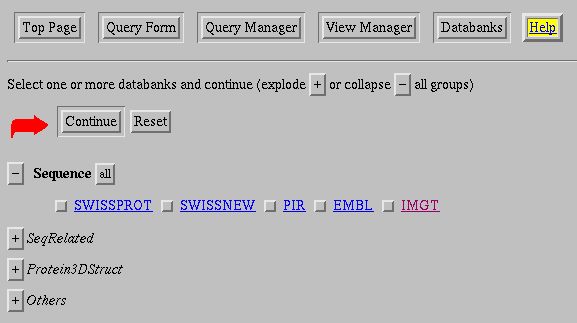 Top Page Query Form Query Manager View Manager Databanks Help
Select one or more databanks and continue (explode + or collapse − all groups)
Continue Reset
− Sequence all
SWISSPROT SWISSNEW PIR EMBL IMGT
+ SeqRelated
+ Protein3DStruct
+ Others